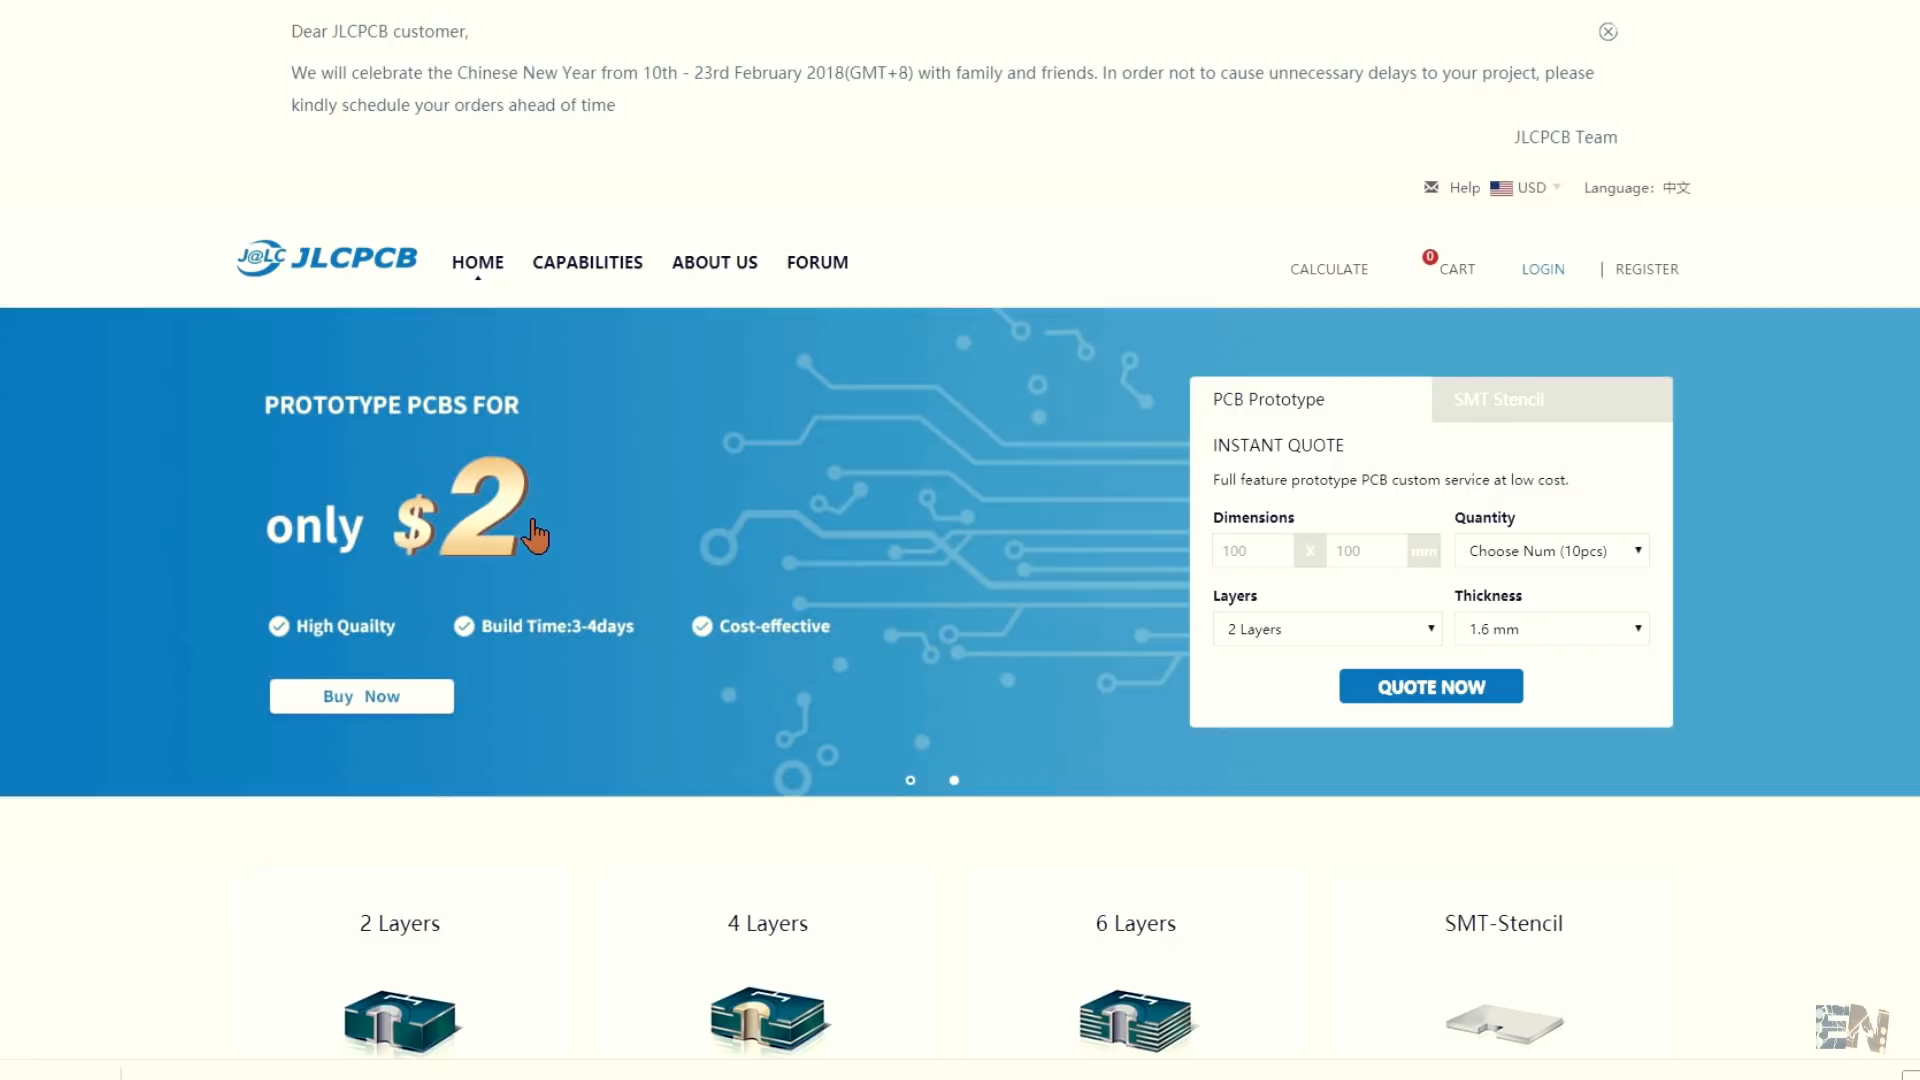 Dear JLCPCB customer,
We will celebrate the Chinese New Year from 10th - 23rd February 2018(GMT+8) with family and friends. In order not to cause unnecessary delays to your project, please
kindly schedule your orders ahead of time
JLCPCB Team
Help USD Language: 中文
J@LC JLCPCB HOME CAPABILITIES ABOUT US FORUM
CALCULATE 0 CART LOGIN | REGISTER
PROTOTYPE PCBS FOR
only $2
High Quailty Build Time:3-4days Cost-effective
Buy Now
PCB Prototype SMT Stencil
INSTANT QUOTE
Full feature prototype PCB custom service at low cost.
Dimensions Quantity
100 X 100 mm Choose Num (10pcs)
Layers Thickness
2 Layers 1.6 mm
QUOTE NOW
2 Layers 4 Layers 6 Layers SMT-Stencil
EN